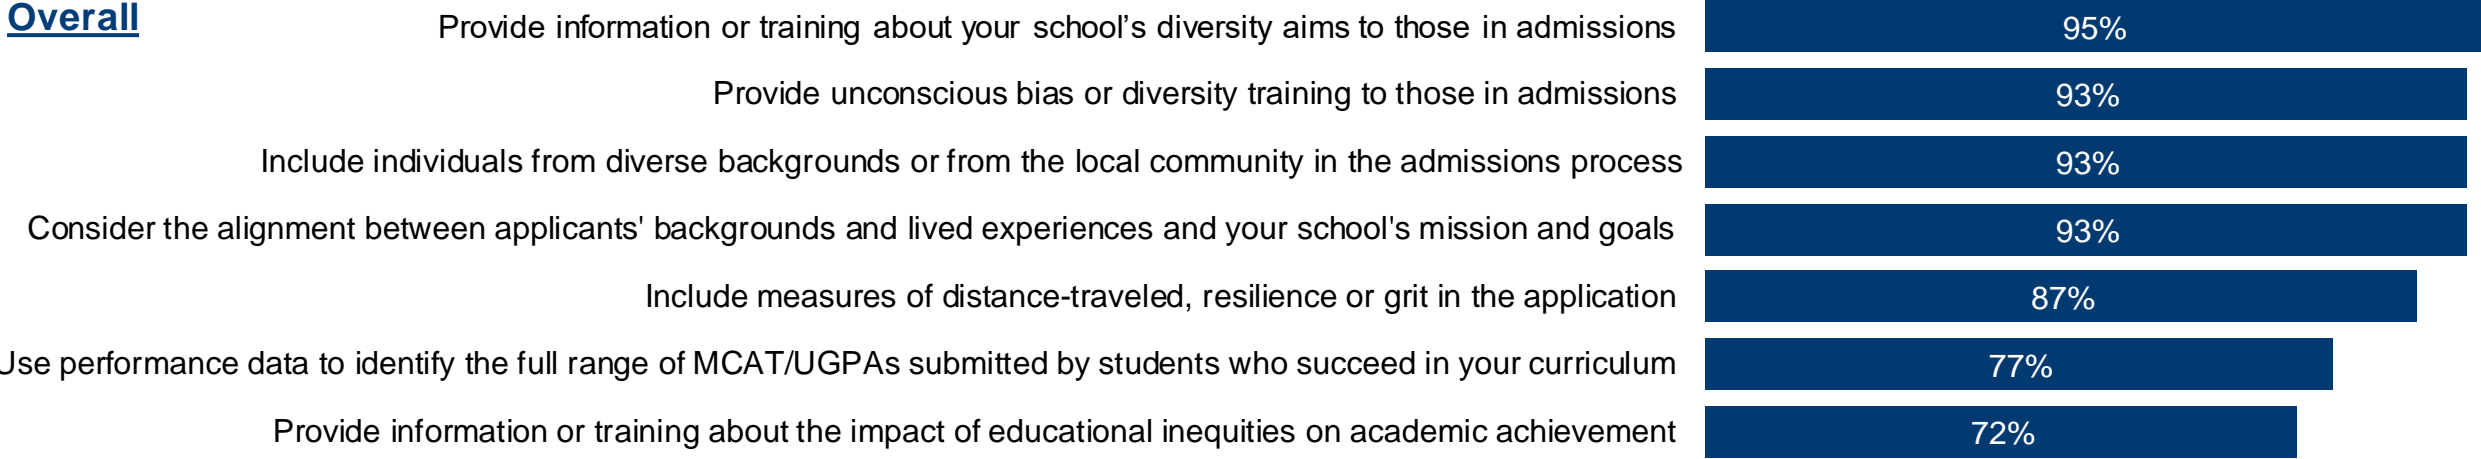 Overall
Provide information or training about your school’s diversity aims to those in admissions 95%
Provide unconscious bias or diversity training to those in admissions 93%
Include individuals from diverse backgrounds or from the local community in the admissions process 93%
Consider the alignment between applicants' backgrounds and lived experiences and your school's mission and goals 93%
Include measures of distance-traveled, resilience or grit in the application 87%
Use performance data to identify the full range of MCAT/UGPAs submitted by students who succeed in your curriculum 77%
Provide information or training about the impact of educational inequities on academic achievement 72%